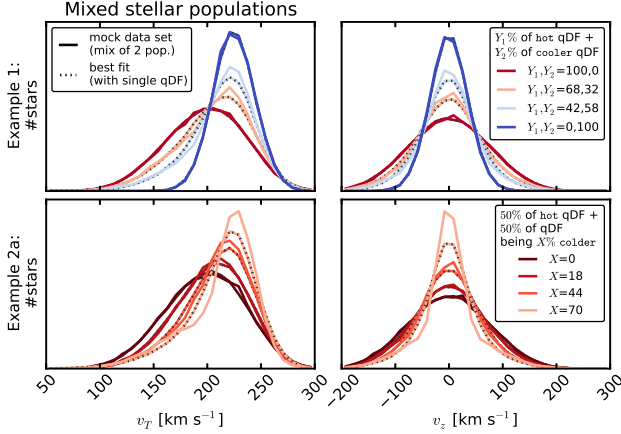 Mixed stellar populations
Example 1:
#stars
mock data set
(mix of 2 pop.)
best fit
(with single qDF)
Y₁% of hot qDF +
Y₂% of cooler qDF
Y₁,Y₂=100,0
Y₁,Y₂=68,32
Y₁,Y₂=42,58
Y₁,Y₂=0,100
Example 2a:
#stars
50% of hot qDF +
50% of qDF
being X% colder
X=0
X=18
X=44
X=70
50 100 150 200 250 300
−200 −100 0 100 200 300
v_T [km s⁻¹]
v_z [km s⁻¹]